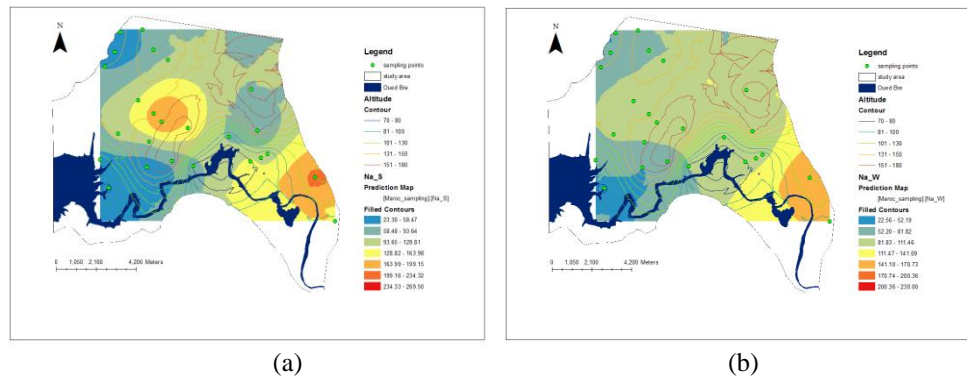 N
Legend
sampling points
study area
Oued Bre
Altitude
Contour
70 - 80
81 - 100
101 - 130
131 - 150
151 - 180
Na_S
Prediction Map
[Maroc_sampling].[Na_S]
Filled Contours
23.30 - 58.47
58.48 - 93.64
93.65 - 128.81
128.82 - 163.98
163.99 - 199.15
199.16 - 234.32
234.33 - 269.50
0 1,050 2,100 4,200 Meters
(a)
N
Legend
sampling points
study area
Oued Bre
Altitude
Contour
70 - 80
81 - 100
101 - 130
131 - 150
151 - 180
Na_W
Prediction Map
[Maroc_sampling].[Na_W]
Filled Contours
22.56 - 52.19
52.20 - 81.82
81.83 - 111.46
111.47 - 141.09
141.10 - 170.73
170.74 - 200.36
200.36 - 230.00
0 1,050 2,100 4,200 Meters
(b)